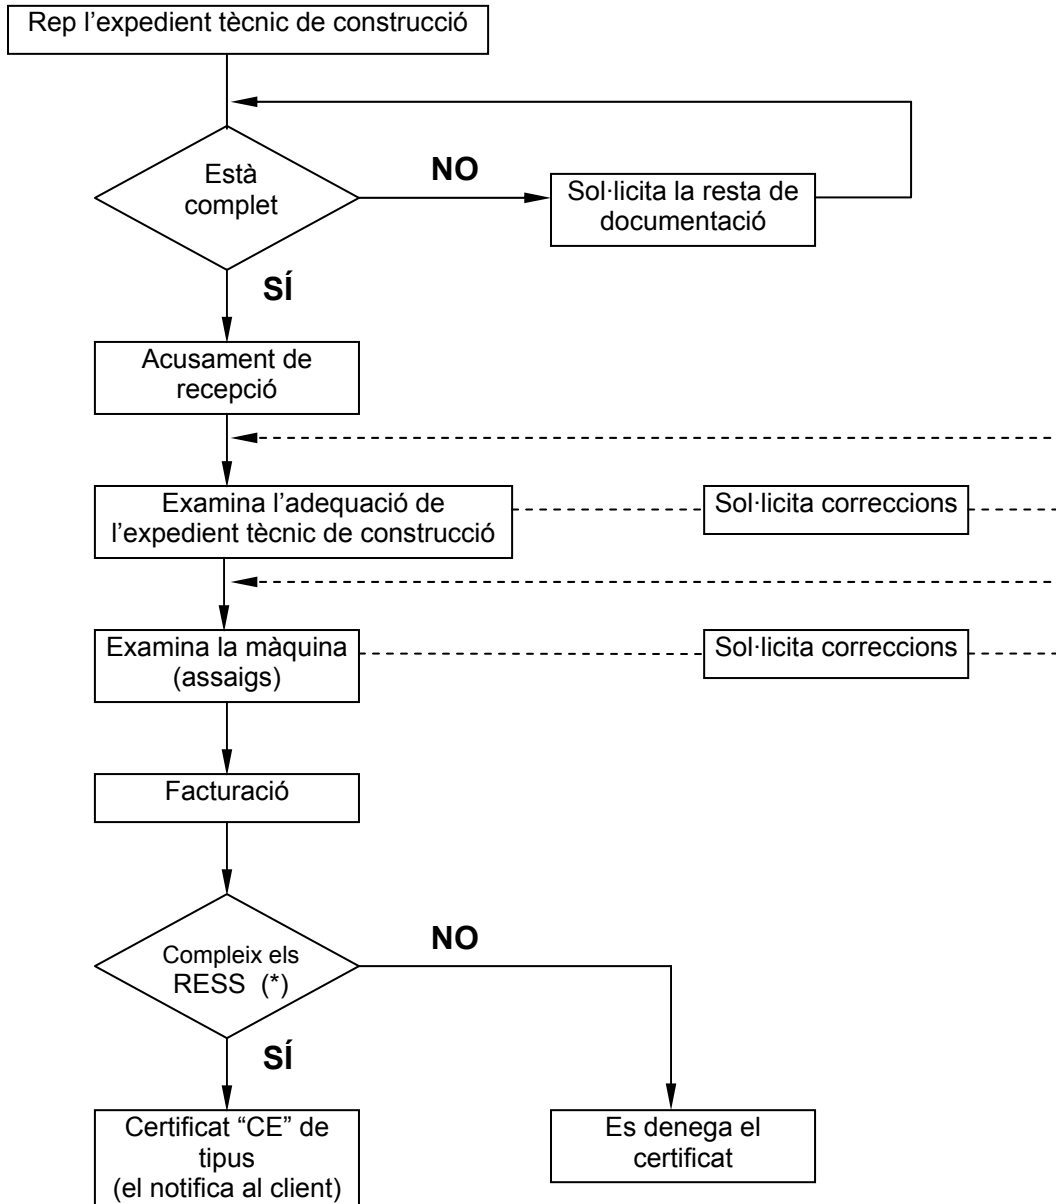 Rep l’expedient tècnic de construcció
Està
complet
NO
Sol·licita la resta de
documentació
SÍ
Acusament de
recepció
Examina l’adequació de
l’expedient tècnic de construcció
Sol·licita correccions
Examina la màquina
(assaigs)
Sol·licita correccions
Facturació
Compleix els
RESS (*)
NO
SÍ
Certificat “CE” de
tipus
(el notifica al client)
Es denega el
certificat